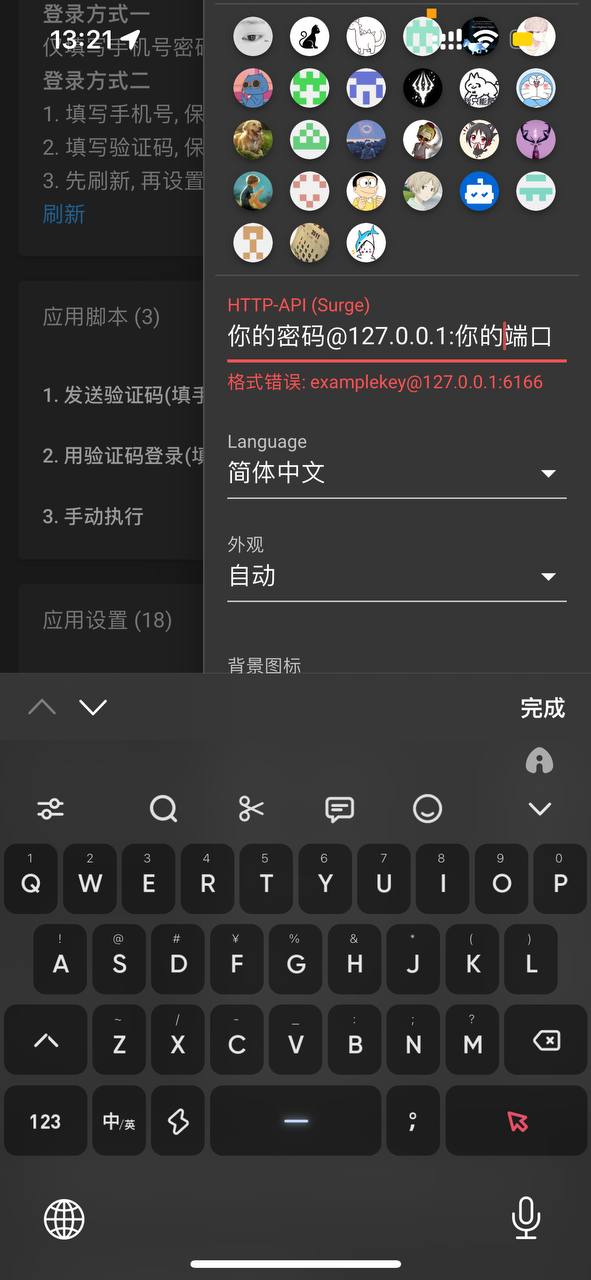 登录方式一
13:21
仅填写手机号密码
登录方式二
1. 填写手机号, 保
2. 填写验证码, 保
3. 先刷新, 再设置
刷新
应用脚本 (3)
1. 发送验证码(填手
2. 用验证码登录(填
3. 手动执行
应用设置 (18)
HTTP-API (Surge)
你的密码@127.0.0.1:你的端口
格式错误: examplekey@127.0.0.1:6166
Language
简体中文
外观
自动
背景图标
完成
1 2 3 4 5 6 7 8 9 0
Q W E R T Y U I O P
! @ # ¥ % & * ( )
A S D F G H J K L
~ / - _ : ; ?
Z X C V B N M
123 中/英 ;